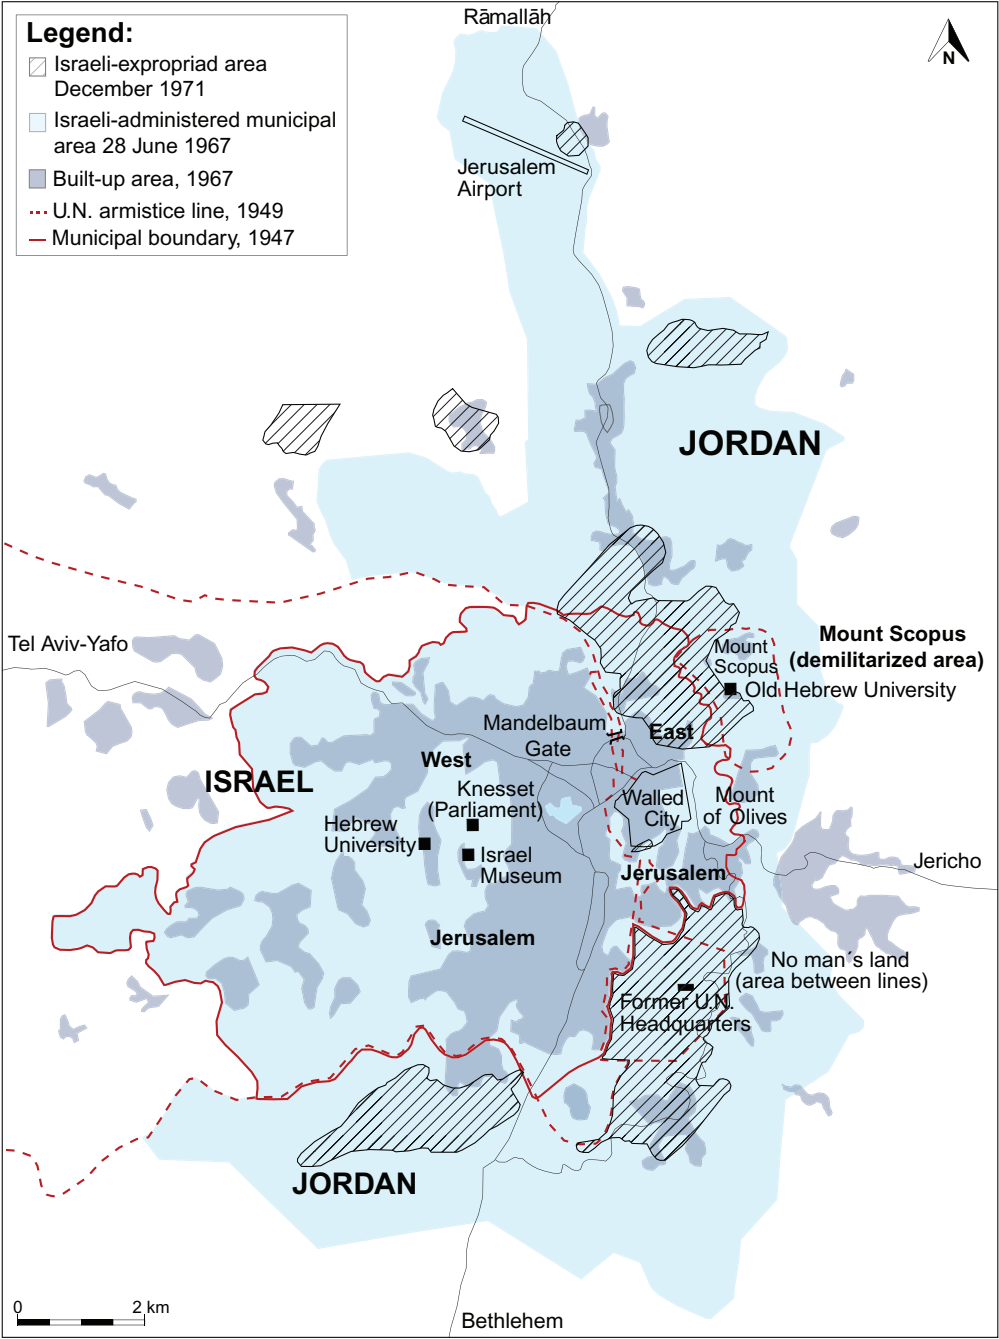 Rāmallāh
Legend:
Israeli-expropriad area
December 1971
Israeli-administered municipal
area 28 June 1967
Built-up area, 1967
U.N. armistice line, 1949
Municipal boundary, 1947
N
Jerusalem
Airport
JORDAN
Tel Aviv-Yafo
Mount Scopus
(demilitarized area)
Mount
Scopus
Old Hebrew University
Mandelbaum
Gate
East
West
ISRAEL
Knesset
(Parliament)
Walled
City
Mount
of Olives
Hebrew
University
Israel
Museum
Jerusalem
Jericho
Jerusalem
No man´s land
(area between lines)
Former U.N.
Headquarters
JORDAN
0
2 km
Bethlehem